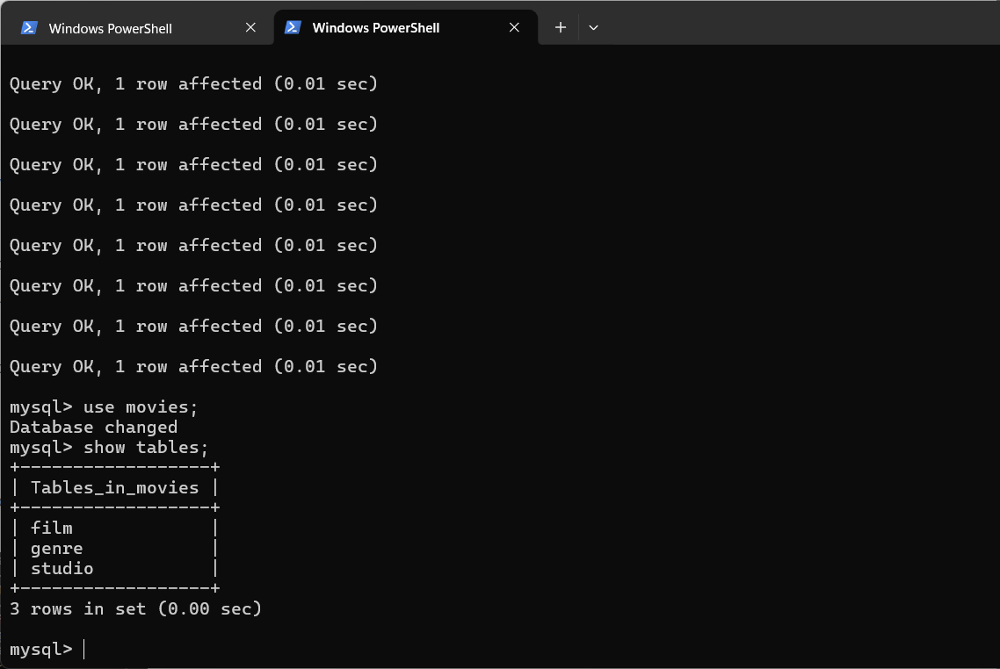 Windows PowerShell
Windows PowerShell
Query OK, 1 row affected (0.01 sec)
Query OK, 1 row affected (0.01 sec)
Query OK, 1 row affected (0.01 sec)
Query OK, 1 row affected (0.01 sec)
Query OK, 1 row affected (0.01 sec)
Query OK, 1 row affected (0.01 sec)
Query OK, 1 row affected (0.01 sec)
Query OK, 1 row affected (0.01 sec)
mysql> use movies;
Database changed
mysql> show tables;
+------------------+
| Tables_in_movies |
+------------------+
| film             |
| genre            |
| studio           |
+------------------+
3 rows in set (0.00 sec)
mysql>